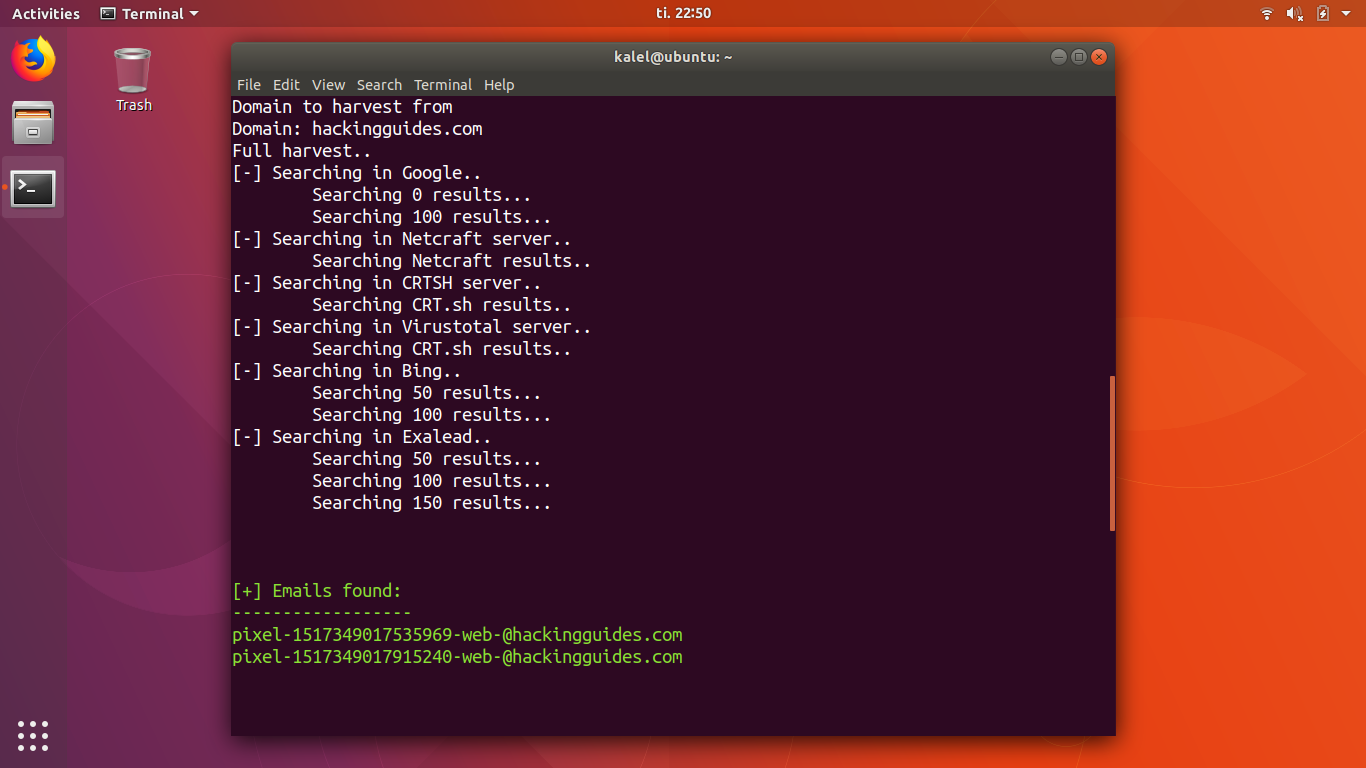 Activities
Terminal
ti. 22:50
Trash
kalel@ubuntu: ~
File Edit View Search Terminal Help
Domain to harvest from
Domain: hackingguides.com
Full harvest..
[-] Searching in Google..
Searching 0 results...
Searching 100 results...
[-] Searching in Netcraft server..
Searching Netcraft results..
[-] Searching in CRTSH server..
Searching CRT.sh results..
[-] Searching in Virustotal server..
Searching CRT.sh results..
[-] Searching in Bing..
Searching 50 results...
Searching 100 results...
[-] Searching in Exalead..
Searching 50 results...
Searching 100 results...
Searching 150 results...
[+] Emails found:
------------------
pixel-1517349017535969-web-@hackingguides.com
pixel-1517349017915240-web-@hackingguides.com